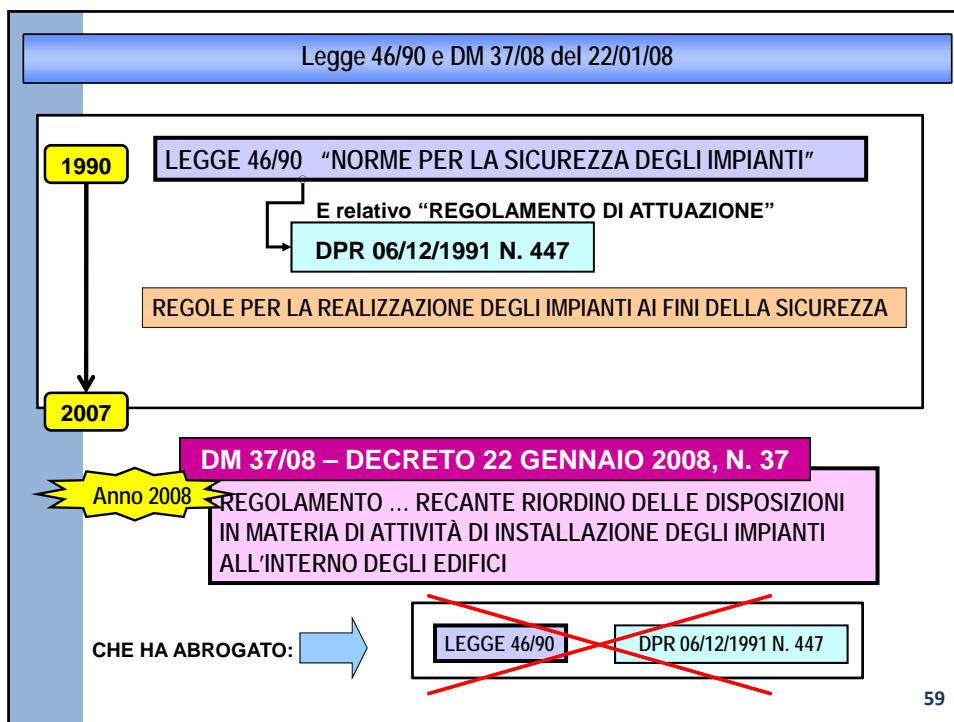 Legge 46/90 e DM 37/08 del 22/01/08
1990
LEGGE 46/90 “NORME PER LA SICUREZZA DEGLI IMPIANTI”
E relativo “REGOLAMENTO DI ATTUAZIONE”
DPR 06/12/1991 N. 447
REGOLE PER LA REALIZZAZIONE DEGLI IMPIANTI AI FINI DELLA SICUREZZA
2007
DM 37/08 – DECRETO 22 GENNAIO 2008, N. 37
Anno 2008
REGOLAMENTO … RECANTE RIORDINO DELLE DISPOSIZIONI
IN MATERIA DI ATTIVITÀ DI INSTALLAZIONE DEGLI IMPIANTI
ALL’INTERNO DEGLI EDIFICI
CHE HA ABROGATO:
LEGGE 46/90
DPR 06/12/1991 N. 447
59